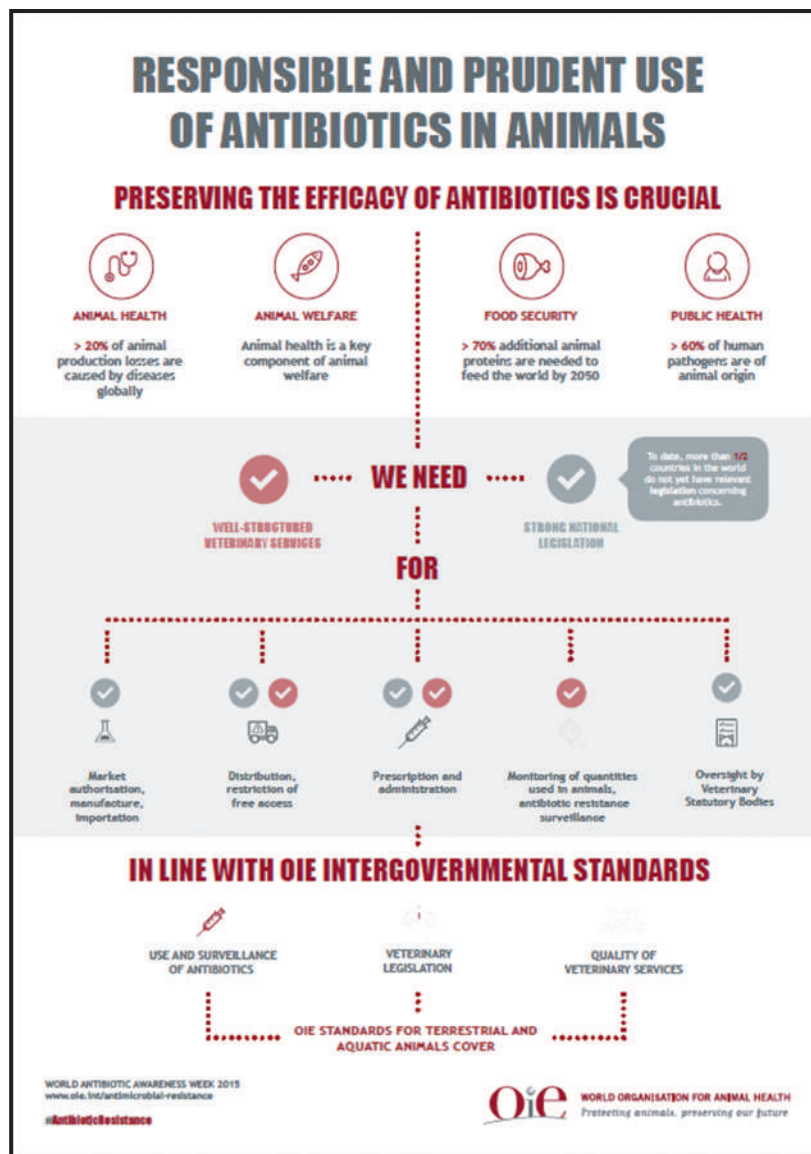 RESPONSIBLE AND PRUDENT USE
OF ANTIBIOTICS IN ANIMALS
PRESERVING THE EFFICACY OF ANTIBIOTICS IS CRUCIAL
ANIMAL HEALTH
> 20% of animal
production losses are
caused by diseases
globally
ANIMAL WELFARE
Animal health is a key
component of animal
welfare
FOOD SECURITY
> 70% additional animal
proteins are needed to
feed the world by 2050
PUBLIC HEALTH
> 60% of human
pathogens are of
animal origin
WE NEED
WELL-STRUCTURED
VETERINARY SERVICES
STRONG NATIONAL
LEGISLATION
To date, more than 1/2
countries in the world
do not yet have relevant
legislation concerning
antibiotics.
FOR
Market
authorisation,
manufacture,
importation
Distribution,
restriction of
free access
Prescription and
administration
Monitoring of quantities
used in animals,
antibiotic resistance
surveillance
Oversight by
Veterinary
Statutory Bodies
IN LINE WITH OIE INTERGOVERNMENTAL STANDARDS
USE AND SURVEILLANCE
OF ANTIBIOTICS
VETERINARY
LEGISLATION
QUALITY OF
VETERINARY SERVICES
OIE STANDARDS FOR TERRESTRIAL AND
AQUATIC ANIMALS COVER
WORLD ANTIBIOTIC AWARENESS WEEK 2015
www.oie.int/antimicrobial-resistance
#AntibioticResistance
Oie
WORLD ORGANISATION FOR ANIMAL HEALTH
Protecting animals, preserving our future